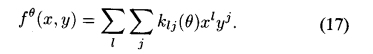 f^θ(x, y) = ∑_l ∑_j k_{lj}(θ)x^l y^j. (17)